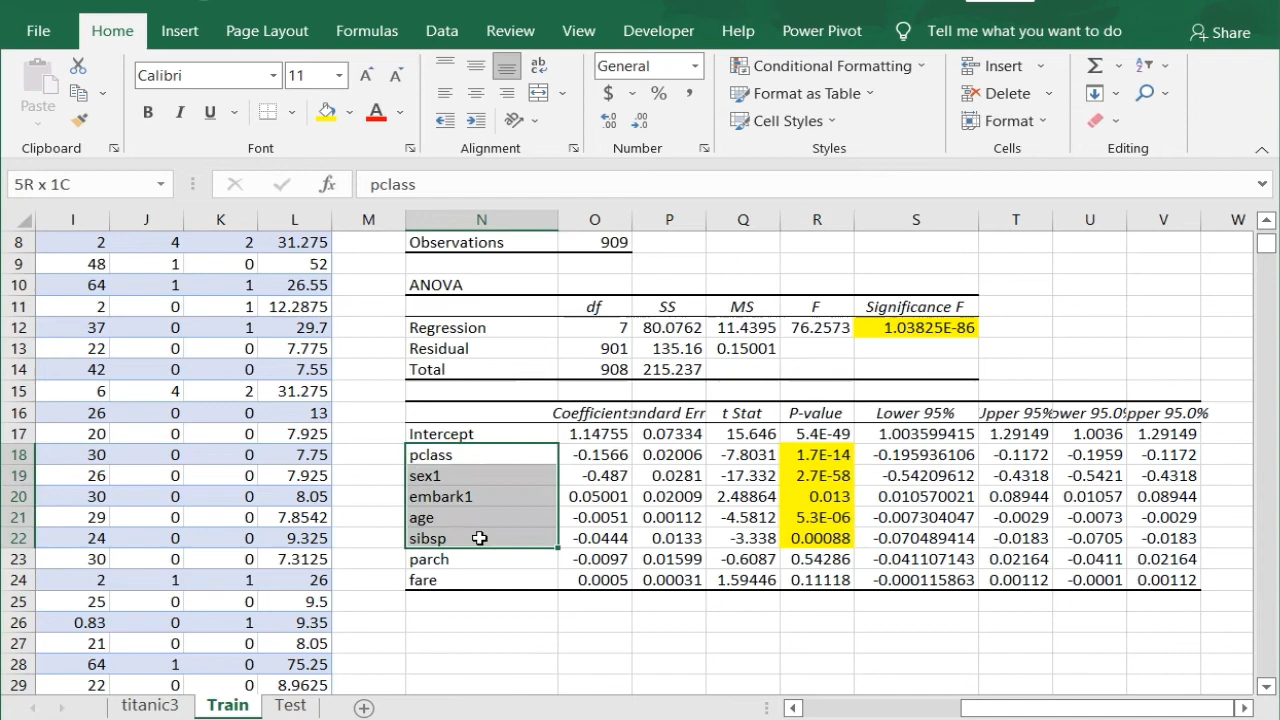 File Home Insert Page Layout Formulas Data Review View Developer Help Power Pivot Tell me what you want to do Share
Paste Calibri 11 General Conditional Formatting Insert
B I U A $ % , Format as Table Delete
Cell Styles Format
Clipboard Font Alignment Number Styles Cells Editing
5R x 1C fx pclass
I J K L M N O P Q R S T U V W
8 2 4 2 31.275 Observations 909
9 48 1 0 52
10 64 1 1 26.55 ANOVA
11 2 0 1 12.2875 df SS MS F Significance F
12 37 0 1 29.7 Regression 7 80.0762 11.4395 76.2573 1.03825E-86
13 22 0 0 7.775 Residual 901 135.16 0.15001
14 42 0 0 7.55 Total 908 215.237
15 6 4 2 31.275
16 26 0 0 13 Coefficients ndard Err t Stat P-value Lower 95% Upper 95% ower 95.0% pper 95.0%
17 20 0 0 7.925 Intercept 1.14755 0.07334 15.646 5.4E-49 1.003599415 1.29149 1.0036 1.29149
18 30 0 0 7.75 pclass -0.1566 0.02006 -7.8031 1.7E-14 -0.195936106 -0.1172 -0.1959 -0.1172
19 26 0 0 7.925 sex1 -0.487 0.0281 -17.332 2.7E-58 -0.54209612 -0.4318 -0.5421 -0.4318
20 30 0 0 8.05 embark1 0.05001 0.02009 2.48864 0.013 0.010570021 0.08944 0.01057 0.08944
21 29 0 0 7.8542 age -0.0051 0.00112 -4.5812 5.3E-06 -0.007304047 -0.0029 -0.0073 -0.0029
22 24 0 0 9.325 sibsp -0.0444 0.0133 -3.338 0.00088 -0.070489414 -0.0183 -0.0705 -0.0183
23 30 0 0 7.3125 parch -0.0097 0.01599 -0.6087 0.54286 -0.041107143 0.02164 -0.0411 0.02164
24 2 1 1 26 fare 0.0005 0.00031 1.59446 0.11118 -0.000115863 0.00112 -0.0001 0.00112
25 25 0 0 9.5
26 0.83 0 1 9.35
27 21 0 0 8.05
28 64 1 0 75.25
29 22 0 0 8.9625
titanic3 Train Test